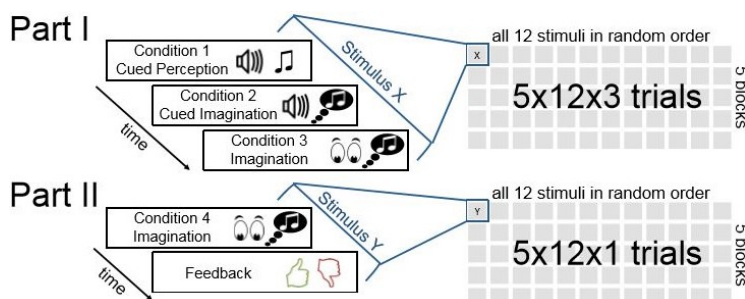 Part I
Condition 1
Cued Perception
Condition 2
Cued Imagination
Condition 3
Imagination
time
Stimulus X
all 12 stimuli in random order
X
5x12x3 trials
5 blocks
Part II
Condition 4
Imagination
Feedback
time
Stimulus Y
all 12 stimuli in random order
Y
5x12x1 trials
5 blocks